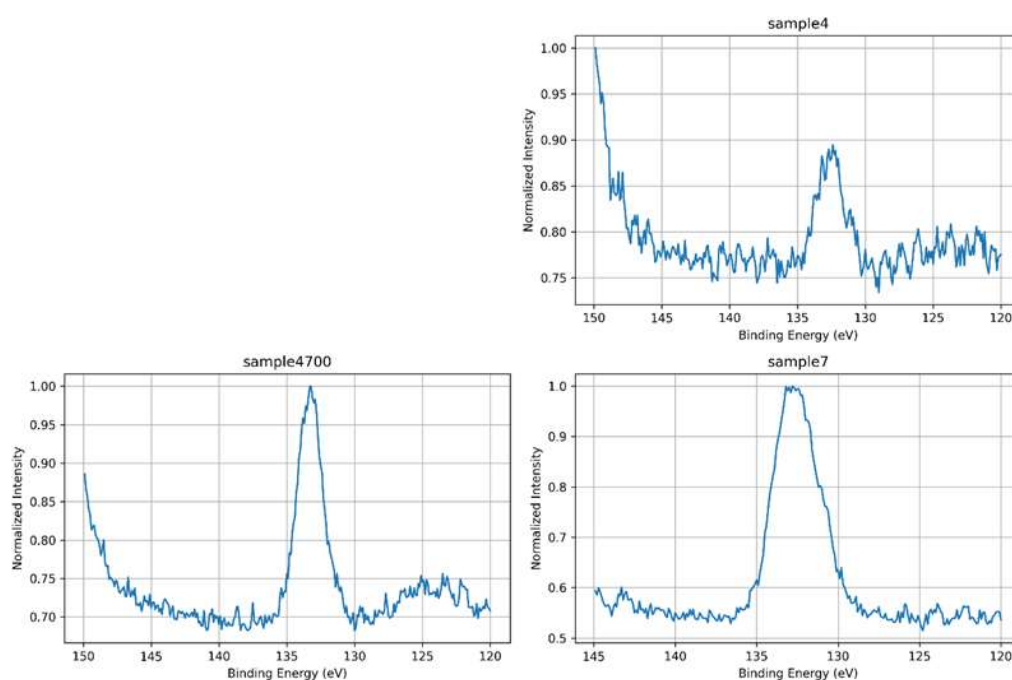 sample4
Normalized Intensity
1.00
0.95
0.90
0.85
0.80
0.75
150 145 140 135 130 125 120
Binding Energy (eV)
sample4700
Normalized Intensity
1.00
0.95
0.90
0.85
0.80
0.75
0.70
150 145 140 135 130 125 120
Binding Energy (eV)
sample7
Normalized Intensity
1.0
0.9
0.8
0.7
0.6
0.5
145 140 135 130 125 120
Binding Energy (eV)